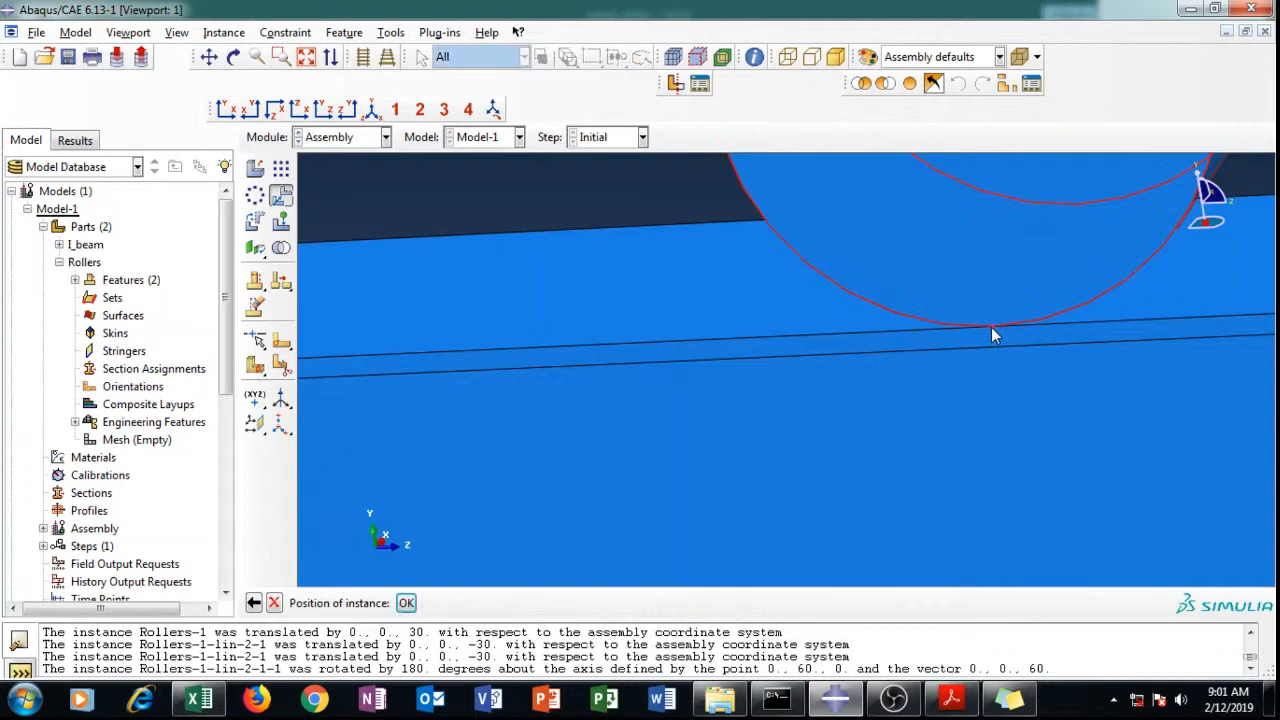 Abaqus/CAE 6.13-1 [Viewport: 1]
File Model Viewport View Instance Constraint Feature Tools Plug-ins Help
All
Assembly defaults
1 2 3 4
Model Results
Module: Assembly Model: Model-1 Step: Initial
Model Database
Models (1)
Model-1
Parts (2)
I_beam
Rollers
Features (2)
Sets
Surfaces
Skins
Stringers
Section Assignments
Orientations
Composite Layups
Engineering Features
Mesh (Empty)
Materials
Calibrations
Sections
Profiles
Assembly
Steps (1)
Field Output Requests
History Output Requests
Time Points
(XYZ)
Y
X
Z
Position of instance: OK
SIMULIA
The instance Rollers-1 was translated by 0., 0., 30. with respect to the assembly coordinate system
The instance Rollers-1-lin-2-1 was translated by 0., 0., -30. with respect to the assembly coordinate system
The instance Rollers-1-lin-2-1 was translated by 0., 0., -30. with respect to the assembly coordinate system
The instance Rollers-1-lin-2-1-1 was rotated by 180. degrees about the axis defined by the point 0., 60., 0. and the vector 0., 0., 60.
9:01 AM
2/12/2019